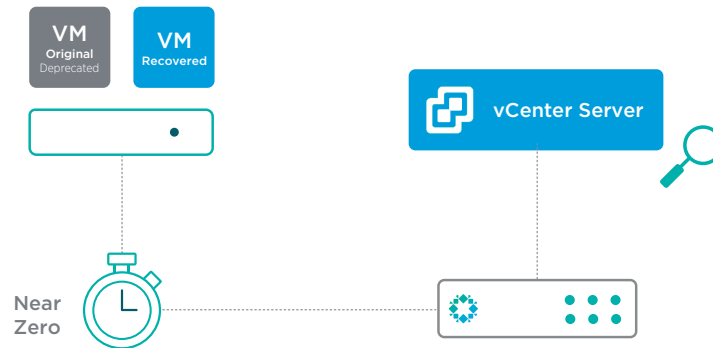 VM
Original
Deprecated
VM
Recovered
vCenter Server
Near
Zero